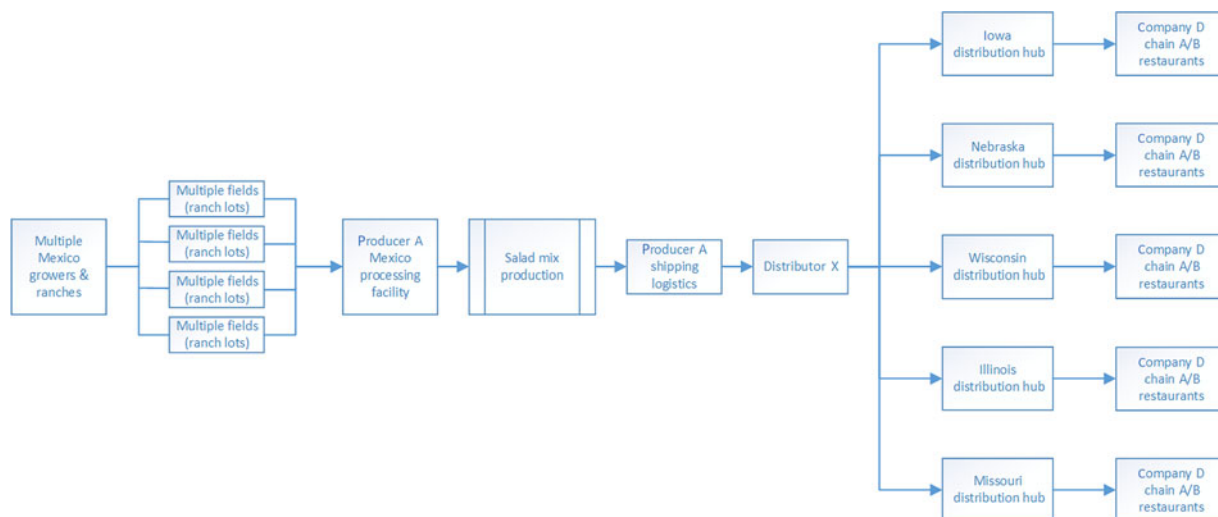 Multiple
Mexico
growers &
ranches
Multiple fields
(ranch lots)
Multiple fields
(ranch lots)
Multiple fields
(ranch lots)
Multiple fields
(ranch lots)
Producer A
Mexico
processing
facility
Salad mix
production
Producer A
shipping
logistics
Distributor X
Iowa
distribution hub
Company D
chain A/B
restaurants
Nebraska
distribution hub
Company D
chain A/B
restaurants
Wisconsin
distribution hub
Company D
chain A/B
restaurants
Illinois
distribution hub
Company D
chain A/B
restaurants
Missouri
distribution hub
Company D
chain A/B
restaurants